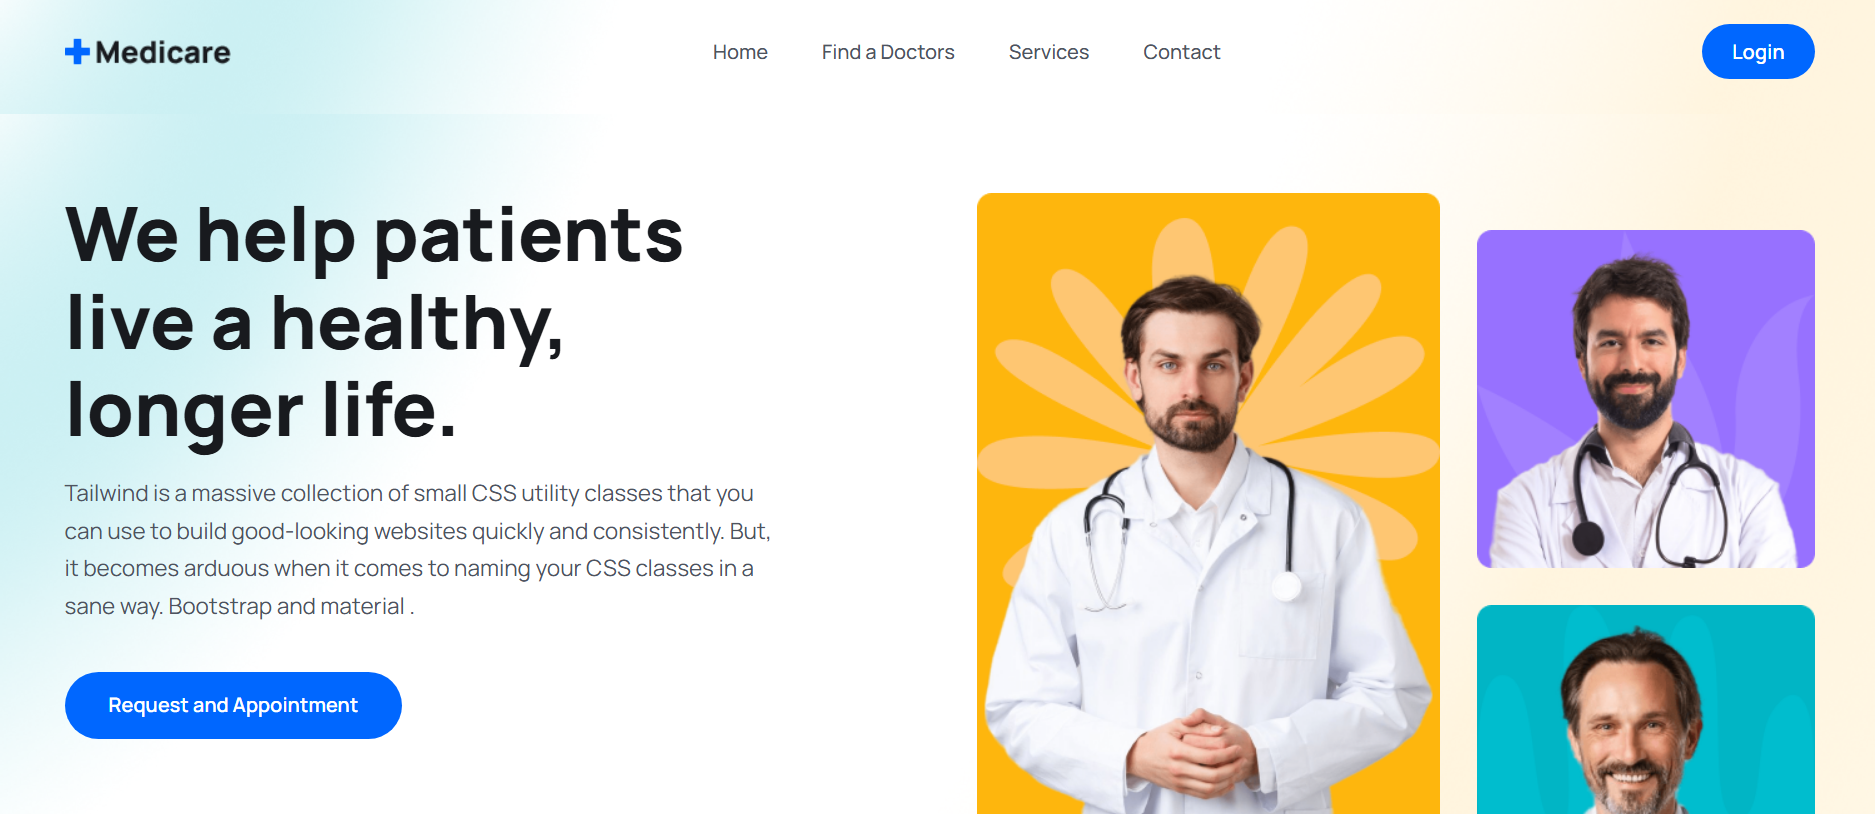 Medicare
Home
Find a Doctors
Services
Contact
Login
We help patients
live a healthy,
longer life.
Tailwind is a massive collection of small CSS utility classes that you
can use to build good-looking websites quickly and consistently. But,
it becomes arduous when it comes to naming your CSS classes in a
sane way. Bootstrap and material .
Request and Appointment